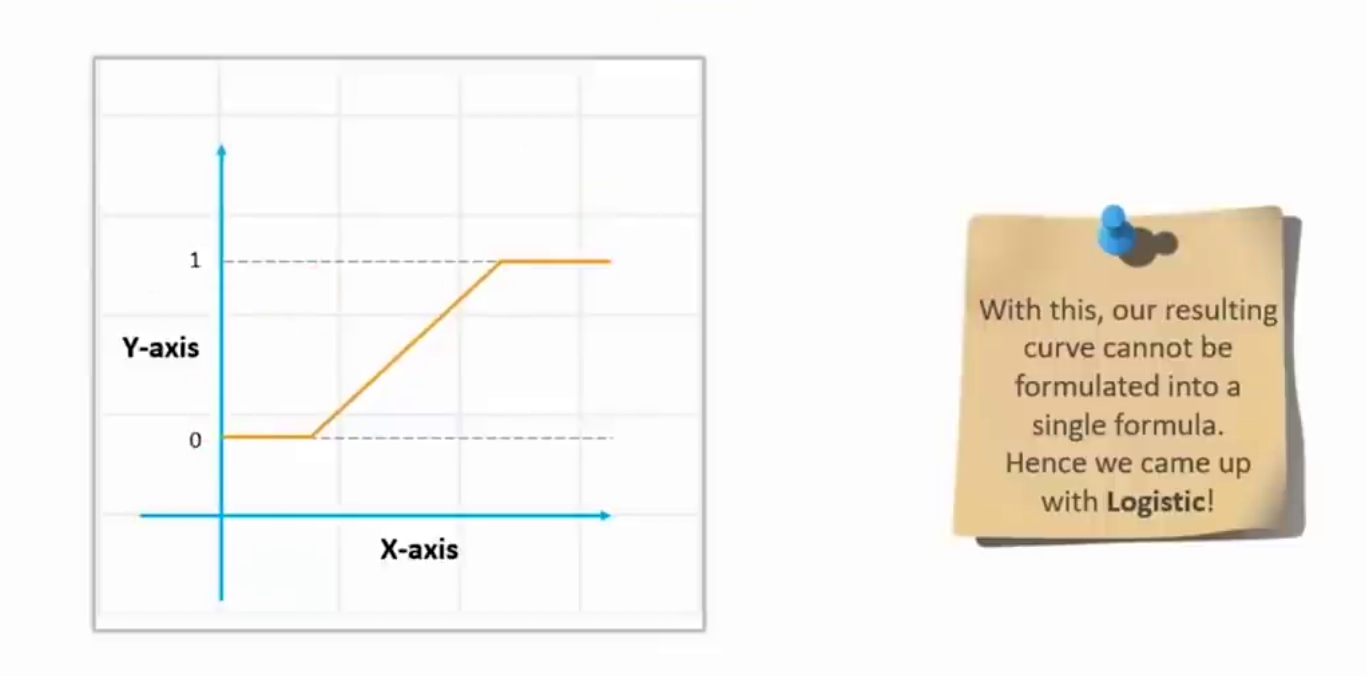 1
Y-axis
0
X-axis
With this, our resulting
curve cannot be
formulated into a
single formula.
Hence we came up
with Logistic!